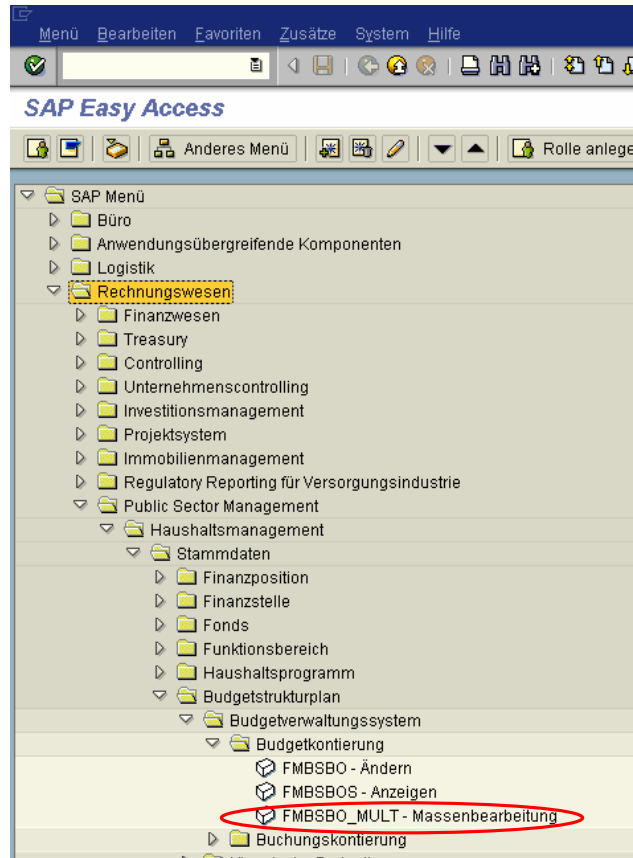 Menü Bearbeiten Favoriten Zusätze System Hilfe
SAP Easy Access
Anderes Menü Rolle anlege
SAP Menü
Büro
Anwendungsübergreifende Komponenten
Logistik
Rechnungswesen
Finanzwesen
Treasury
Controlling
Unternehmenscontrolling
Investitionsmanagement
Projektsystem
Immobilienmanagement
Regulatory Reporting für Versorgungsindustrie
Public Sector Management
Haushaltsmanagement
Stammdaten
Finanzposition
Finanzstelle
Fonds
Funktionsbereich
Haushaltsprogramm
Budgetstrukturplan
Budgetverwaltungssystem
Budgetkontierung
FMBSBO - Ändern
FMBSBOS - Anzeigen
FMBSBO_MULT - Massenbearbeitung
Buchungskontierung